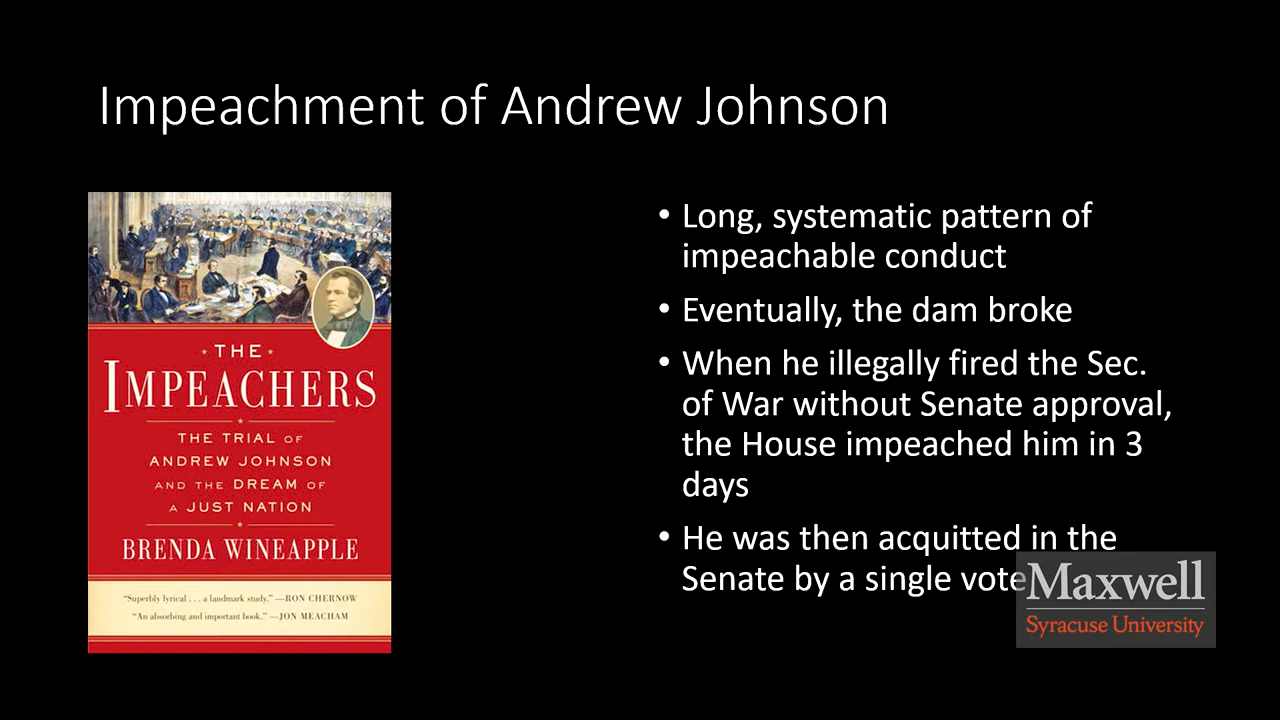 Impeachment of Andrew Johnson
THE
IMPEACHERS
THE TRIAL OF
ANDREW JOHNSON
AND THE DREAM OF
A JUST NATION
BRENDA WINEAPPLE
“Superbly lyrical . . . a landmark study.” —RON CHERNOW
“An absorbing and important book.” —JON MEACHAM
• Long, systematic pattern of
impeachable conduct
• Eventually, the dam broke
• When he illegally fired the Sec.
of War without Senate approval,
the House impeached him in 3
days
• He was then acquitted in the
Senate by a single vote
Maxwell
Syracuse University